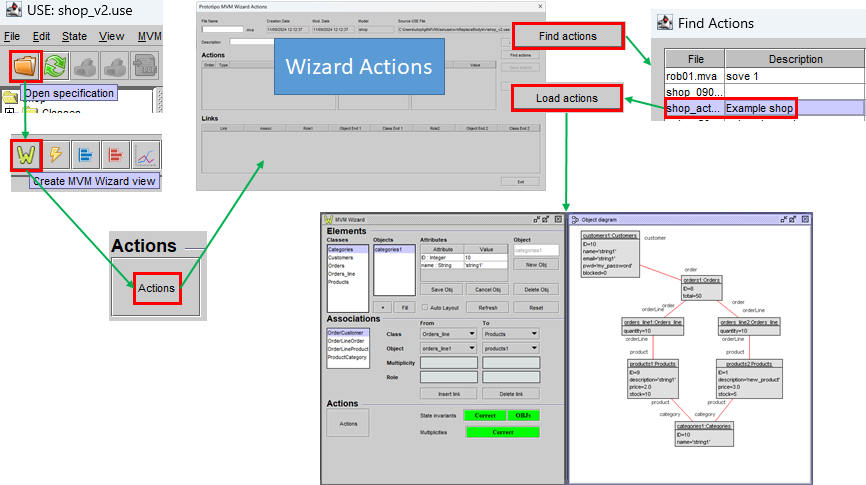 USE: shop_v2.use
File Edit State View MVM
Open specification
Create MVM Wizard view
Actions
Actions
Prototipo MVM Wizard Actions
File Name
Creation Date
Mod. Date
Model
Source USE File
.mva
11/09/2024 12:12:37
11/09/2024 12:12:37
shop
Description
Actions
Order Type
Wizard Actions
Find actions
Load actions
Links
Link Assoc. Role1 Object End 1 Class End 1 Role2 Object End 2 Class End 2
Exit
Find actions
Load actions
Find Actions
File Description
rob01.mva sove 1
shop_090...
shop_act... Example shop
MVM Wizard
Elements
Classes Objects Attributes Object
Categories
Customers
Orders
Orders_line
Products
categories1
Attribute Value
ID : Integer 10
name : String 'string1'
categories1
New Obj
Save Obj Cancel Obj Delete Obj
+ Fill Auto Layout Refresh Reset
Associations
From To
OrderCustomer
OrderLineOrder
OrderLineProduct
ProductCategory
Class Orders_line Products
Object orders_line1 products1
Multiplicity
Role
Insert link Delete link
Actions
Actions
State invariants Correct OBJs
Multiplicities Correct
Object diagram
customers1:Customers
ID=10
name='string1'
email='string1'
pwd='my_password'
blocked=0
customer
order
orders1:Orders
ID=8
total=50
order order
orderLine orderLine
orders_line1:Orders_line
quantity=10
orders_line2:Orders_line
quantity=10
orderLine orderLine
product product
products1:Products
ID=9
description='string1'
price=2.0
stock=10
products2:Products
ID=1
description='new_product'
price=3.0
stock=5
product product
category category
categories1:Categories
ID=10
name='string1'